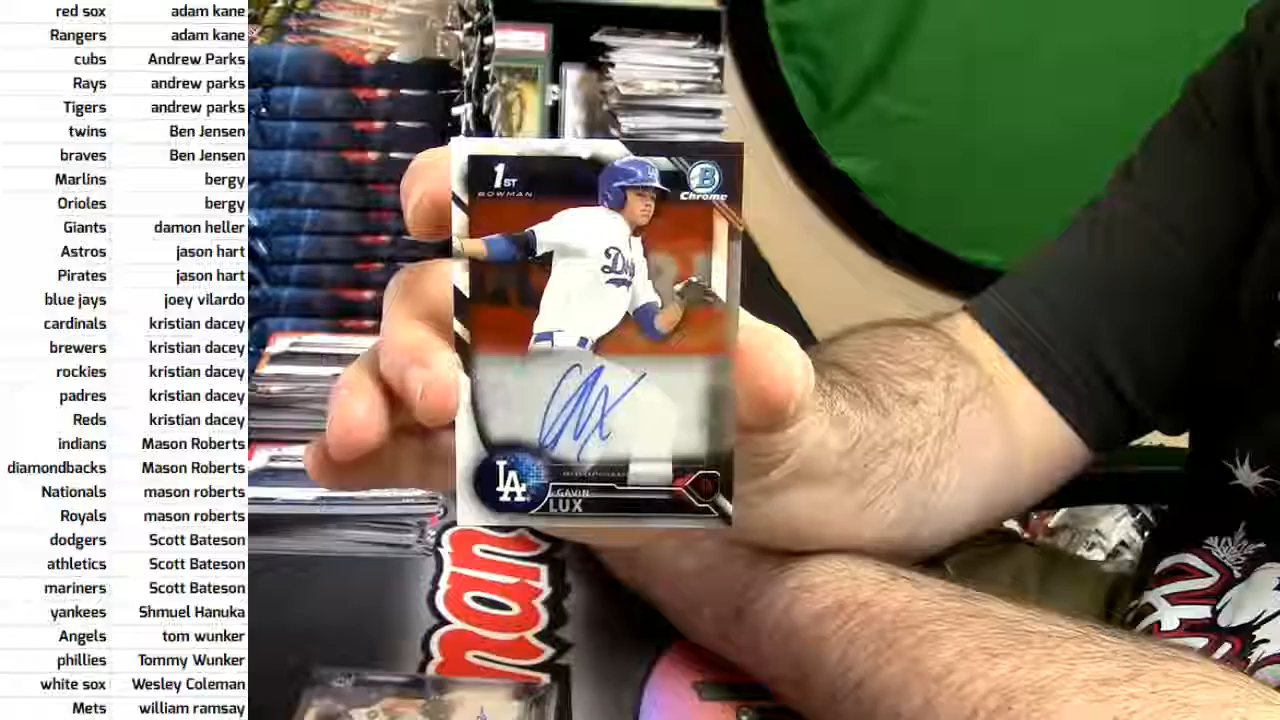 red sox adam kane
Rangers adam kane
cubs Andrew Parks
Rays andrew parks
Tigers andrew parks
twins Ben Jensen
braves Ben Jensen
Marlins bergy
Orioles bergy
Giants damon heller
Astros jason hart
Pirates jason hart
blue jays joey vilardo
cardinals kristian dacey
brewers kristian dacey
rockies kristian dacey
padres kristian dacey
Reds kristian dacey
indians Mason Roberts
diamondbacks Mason Roberts
Nationals mason roberts
Royals mason roberts
dodgers Scott Bateson
athletics Scott Bateson
mariners Scott Bateson
yankees Shmuel Hanuka
Angels tom wunker
phillies Tommy Wunker
white sox Wesley Coleman
Mets william ramsay
1ST
BOWMAN
B
Chrome
LA
GAVIN
LUX
man